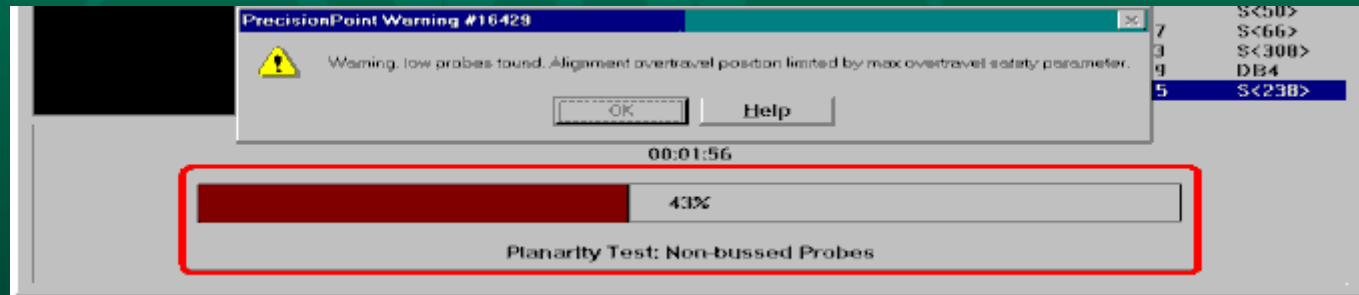 PrecisionPoint Warning #16429
Warning, low probes found. Alignment overtravel position limited by max overtravel safety parameter.
OK
Help
S<50>
7 S<66>
3 S<308>
9 DB4
5 S<238>
00:01:56
43%
Planarity Test: Non-bussed Probes